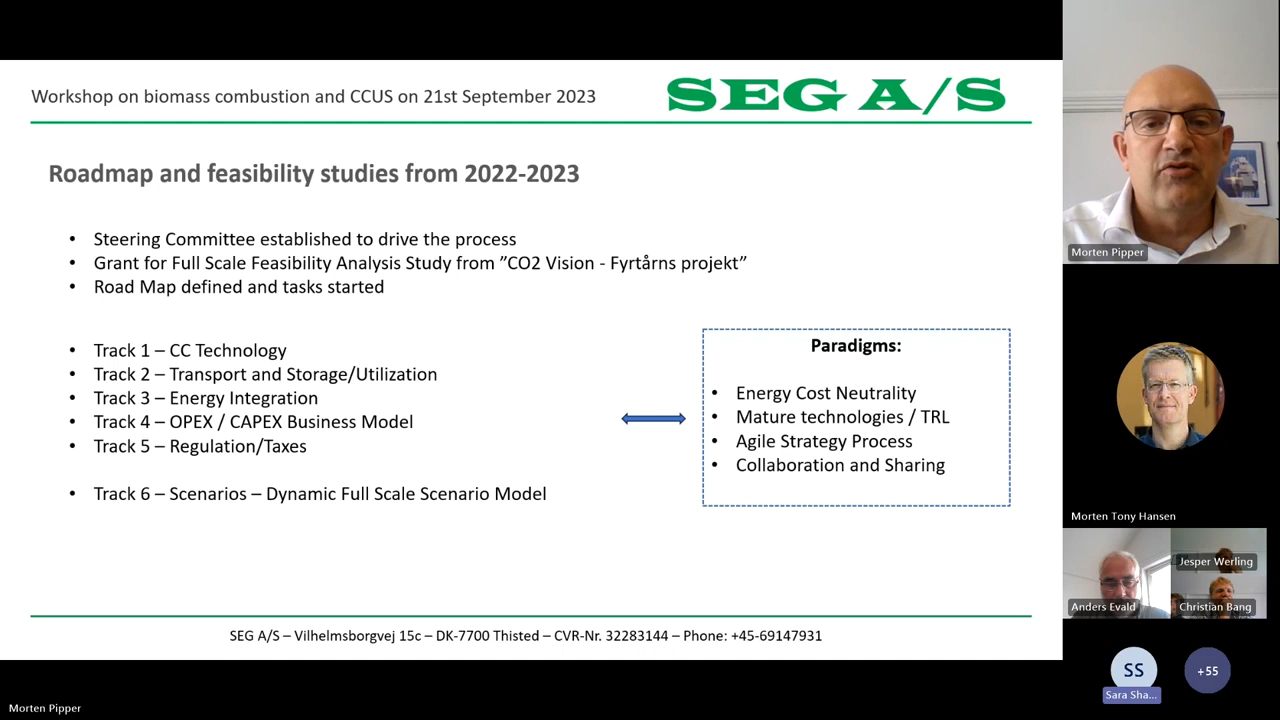 Workshop on biomass combustion and CCUS on 21st September 2023
SEG A/S
Roadmap and feasibility studies from 2022-2023
• Steering Committee established to drive the process
• Grant for Full Scale Feasibility Analysis Study from ”CO2 Vision - Fyrtårns projekt”
• Road Map defined and tasks started
• Track 1 – CC Technology
• Track 2 – Transport and Storage/Utilization
• Track 3 – Energy Integration
• Track 4 – OPEX / CAPEX Business Model
• Track 5 – Regulation/Taxes
• Track 6 – Scenarios – Dynamic Full Scale Scenario Model
Paradigms:
• Energy Cost Neutrality
• Mature technologies / TRL
• Agile Strategy Process
• Collaboration and Sharing
SEG A/S – Vilhelmsborgvej 15c – DK-7700 Thisted – CVR-Nr. 32283144 – Phone: +45-69147931
Morten Pipper
Morten Tony Hansen
Anders Evald
Jesper Werling
Christian Bang
SS
Sara Sha...
+55
Morten Pipper